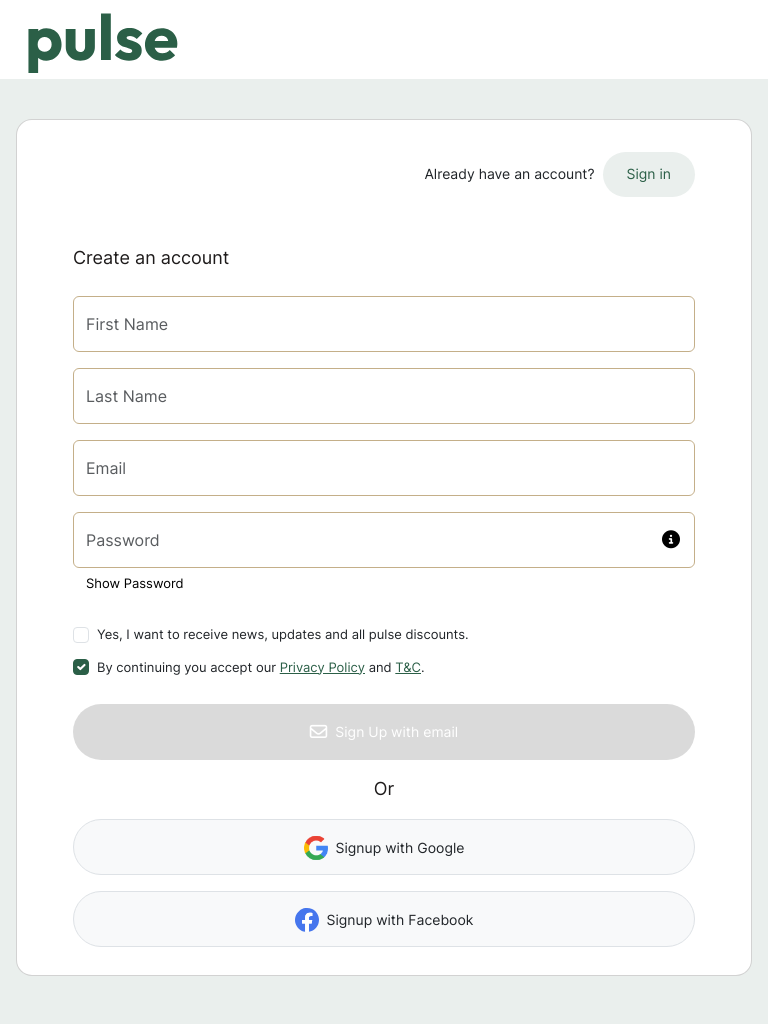 pulse
Already have an account? Sign in
Create an account
First Name
Last Name
Email
Password
Show Password
Yes, I want to receive news, updates and all pulse discounts.
By continuing you accept our Privacy Policy and T&C.
Sign Up with email
Or
Signup with Google
Signup with Facebook